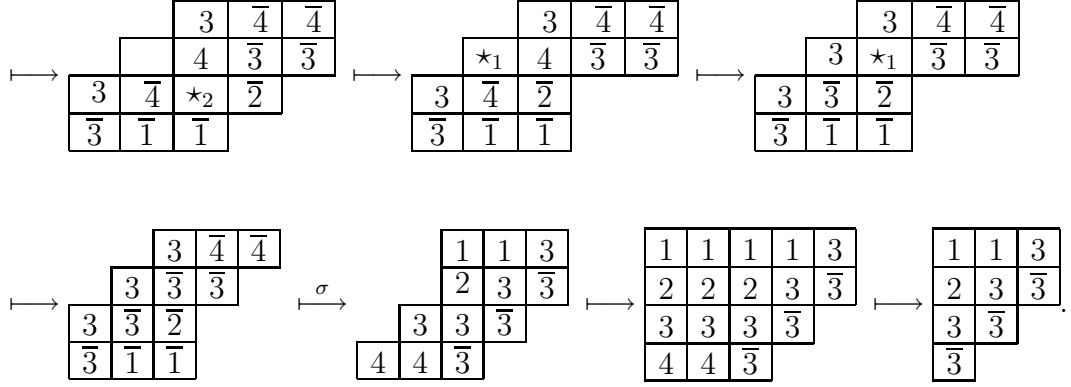 3 4̅ 4̅ 3 4̅ 4̅ 3 4̅ 4̅
⟼ 4 3̅ 3̅ ⟼ ⋆₁ 4 3̅ 3̅ ⟼ 3 ⋆₁ 3̅ 3̅
3 4̅ ⋆₂ 2̅ 3 4̅ 2̅ 3 3̅ 2̅
3̅ 1̅ 1̅ 3̅ 1̅ 1̅ 3̅ 1̅ 1̅
3 4̅ 4̅ 1 1 3 1 1 1 1 3 1 1 3
⟼ 3 3̅ 3̅ ⟼ σ 2 3 3̅ ⟼ 2 2 2 3 3̅ ⟼ 2 3 3̅
3 3̅ 2̅ 3 3 3̅ 3 3 3 3̅ 3 3̅ .
3̅ 1̅ 1̅ 4 4 3̅ 4 4 3̅ 3̅